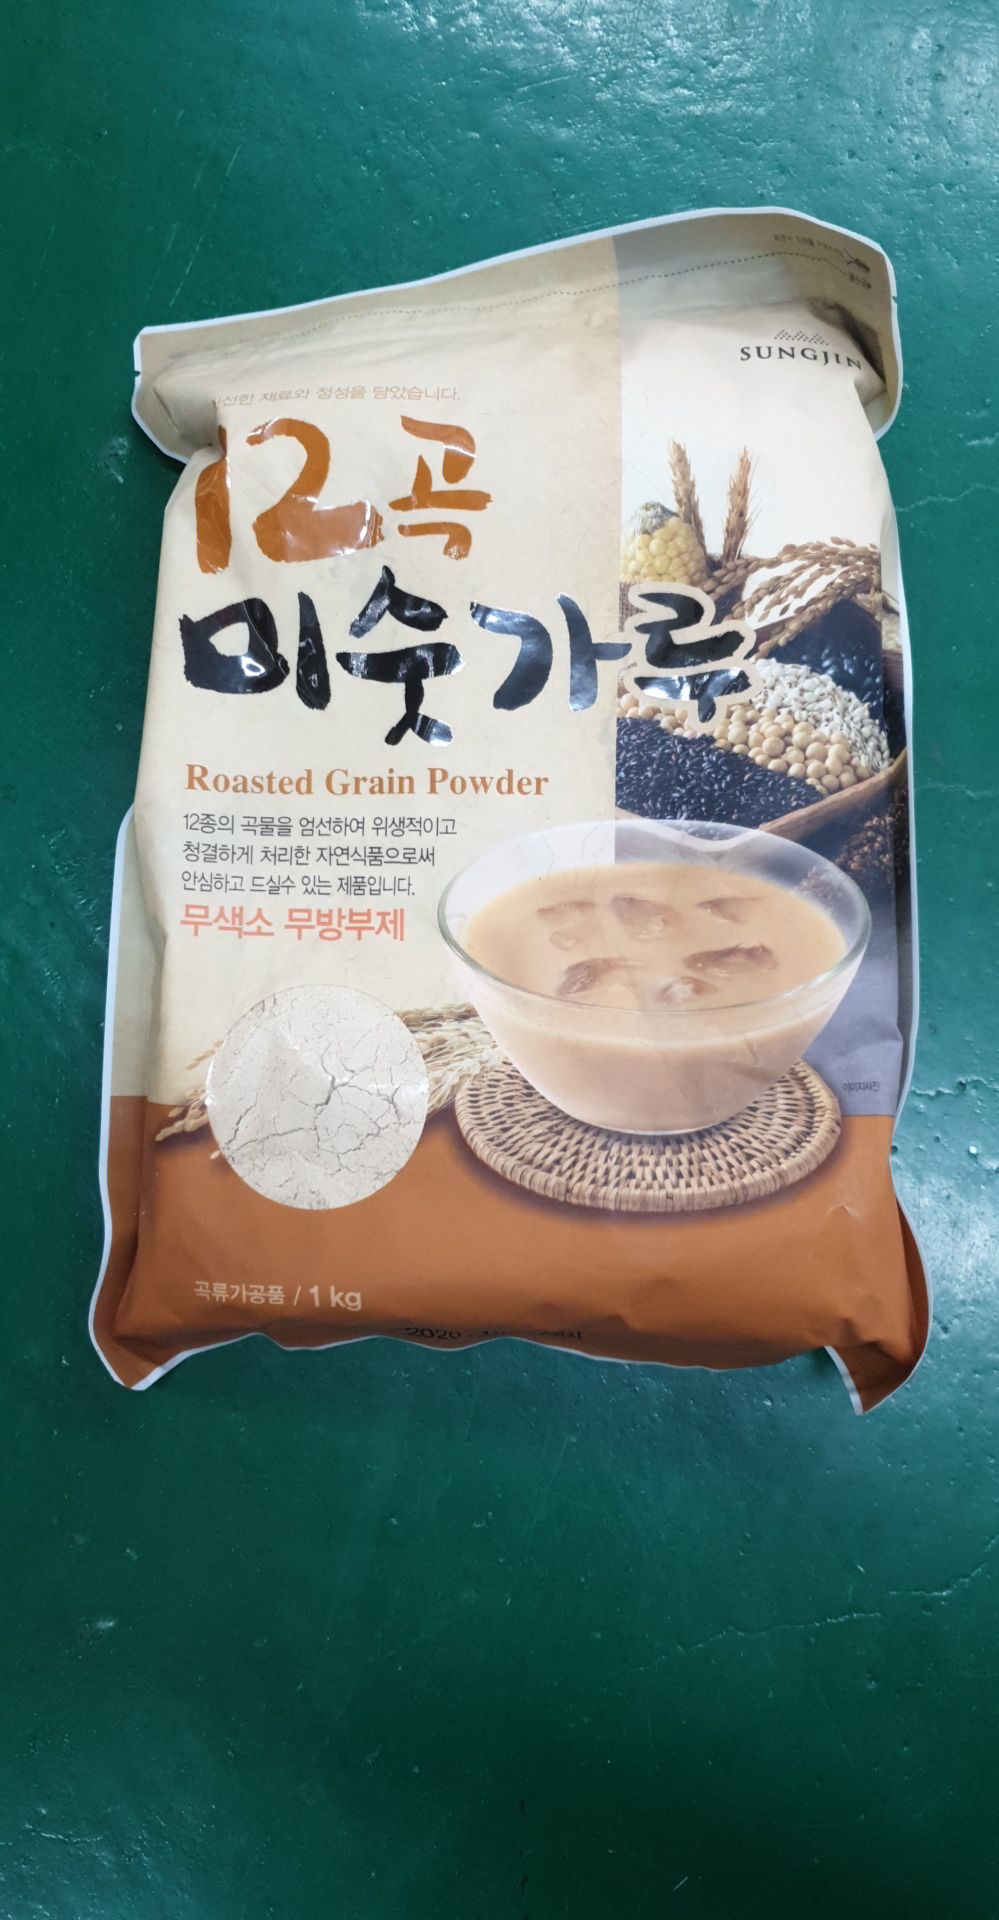 SUNGJIN
신선한 재료와 정성을 담았습니다.
12곡
미숫가루
Roasted Grain Powder
12종의 곡물을 엄선하여 위생적이고
청결하게 처리한 자연식품으로써
안심하고 드실수 있는 제품입니다.
무색소 무방부제
이미지사진
곡류가공품 / 1 kg
2020